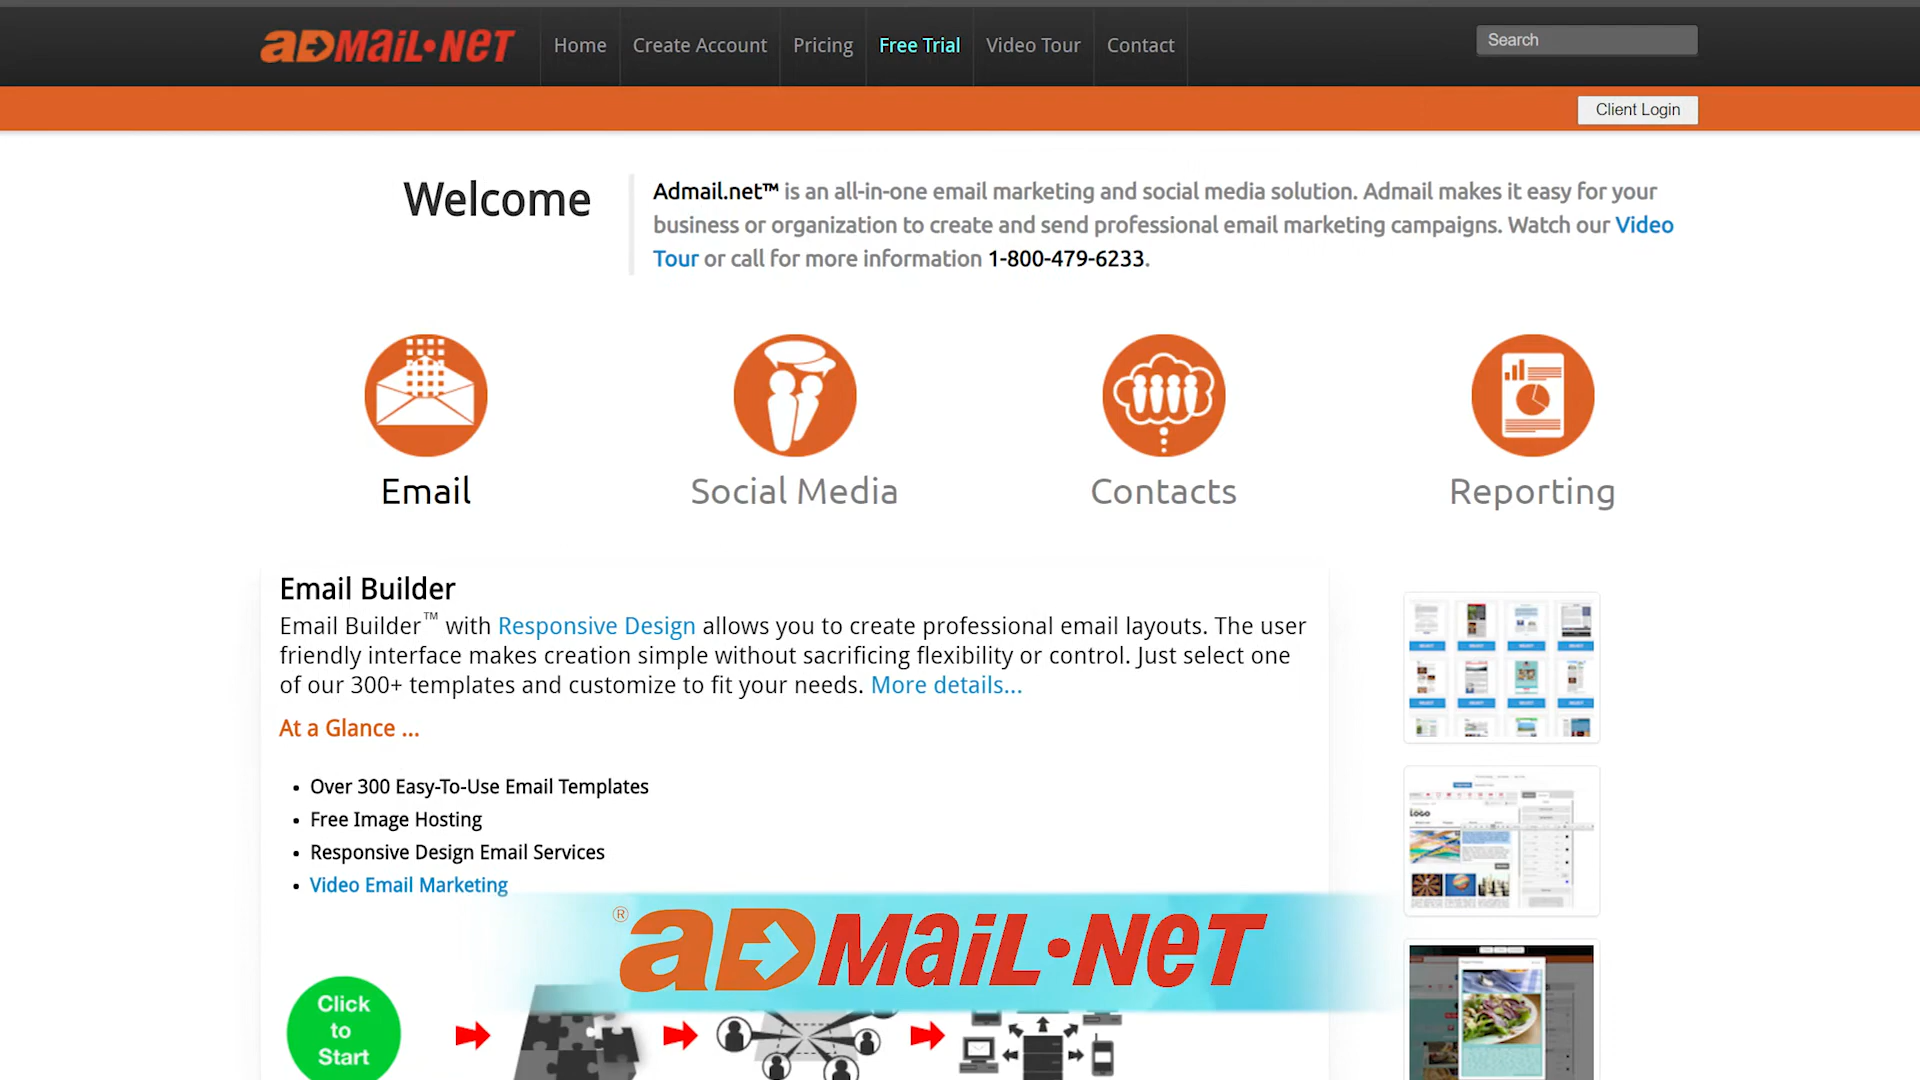 aDMaiL•NeT
Home
Create Account
Pricing
Free Trial
Video Tour
Contact
Search
Client Login
Welcome
Admail.net™ is an all-in-one email marketing and social media solution. Admail makes it easy for your
business or organization to create and send professional email marketing campaigns. Watch our Video
Tour or call for more information 1-800-479-6233.
Email
Social Media
Contacts
Reporting
Email Builder
Email Builder™ with Responsive Design allows you to create professional email layouts. The user
friendly interface makes creation simple without sacrificing flexibility or control. Just select one
of our 300+ templates and customize to fit your needs. More details...
At a Glance ...
• Over 300 Easy-To-Use Email Templates
• Free Image Hosting
• Responsive Design Email Services
• Video Email Marketing
® aDMaiL•NeT
Click
to
Start
LOGO